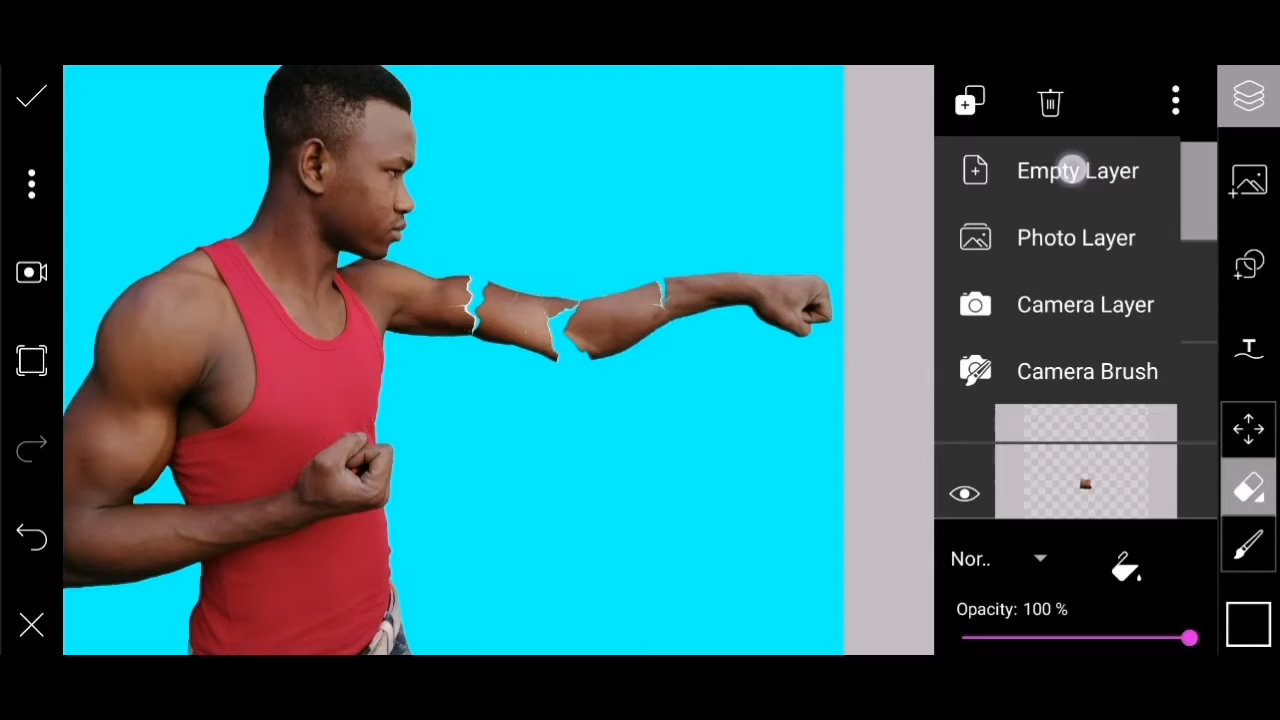 Empty Layer
Photo Layer
Camera Layer
Camera Brush
Nor..
Opacity: 100 %
T